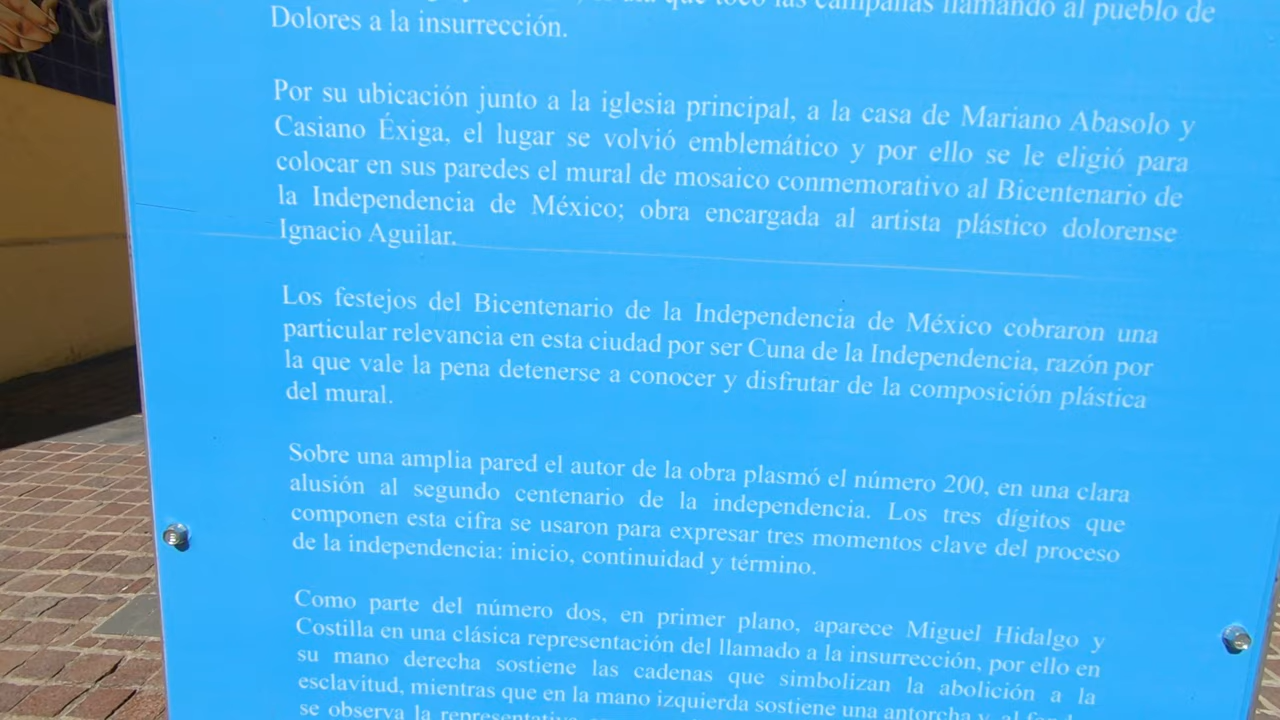 las campanas llamando al pueblo de
Dolores a la insurrección.
Por su ubicación junto a la iglesia principal, a la casa de Mariano Abasolo y
Casiano Éxiga, el lugar se volvió emblemático y por ello se le eligió para
colocar en sus paredes el mural de mosaico conmemorativo al Bicentenario de
la Independencia de México; obra encargada al artista plástico dolorense
Ignacio Aguilar.
Los festejos del Bicentenario de la Independencia de México cobraron una
particular relevancia en esta ciudad por ser Cuna de la Independencia, razón por
la que vale la pena detenerse a conocer y disfrutar de la composición plástica
del mural.
Sobre una amplia pared el autor de la obra plasmó el número 200, en una clara
alusión al segundo centenario de la independencia. Los tres dígitos que
componen esta cifra se usaron para expresar tres momentos clave del proceso
de la independencia: inicio, continuidad y término.
Como parte del número dos, en primer plano, aparece Miguel Hidalgo y
Costilla en una clásica representación del llamado a la insurrección, por ello en
su mano derecha sostiene las cadenas que simbolizan la abolición a la
esclavitud, mientras que en la mano izquierda sostiene una antorcha y, al
se observa la